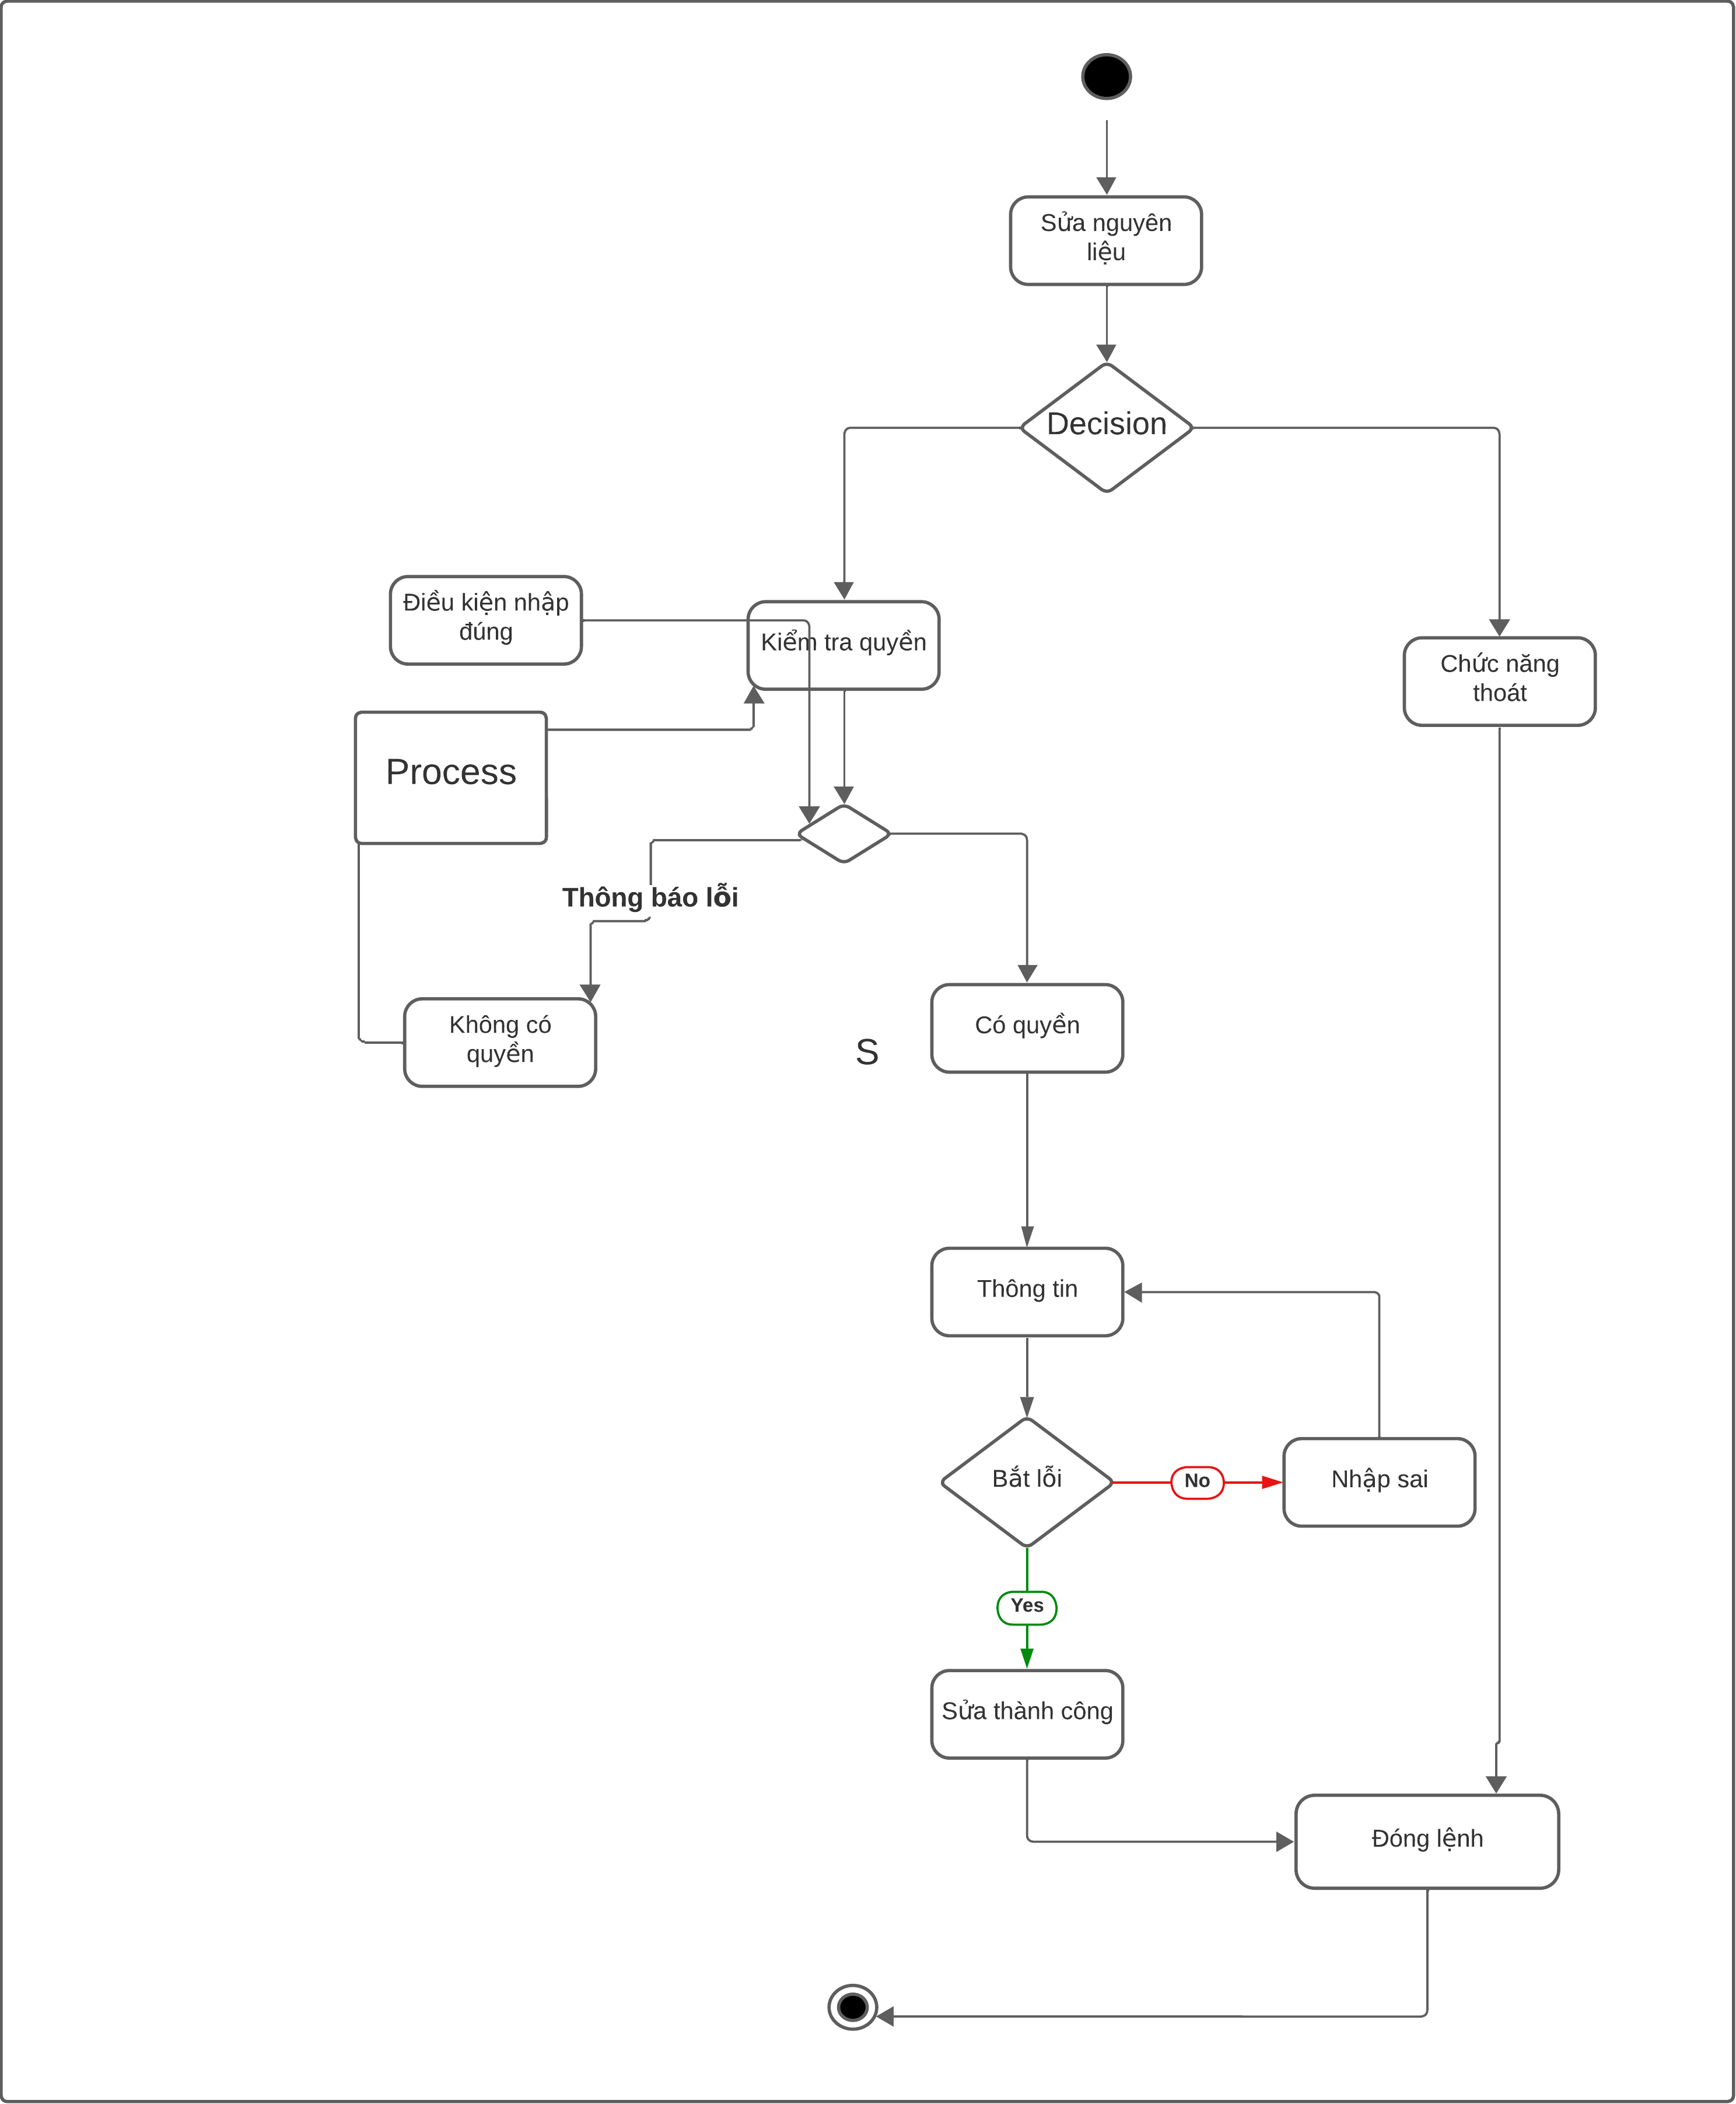 Sửa nguyên
liệu
Decision
Điều kiện nhập
đúng
Kiểm tra quyền
Chức năng
thoát
Process
Thông báo lỗi
Không có
quyền
Có quyền
S
Thông tin
Bắt lỗi
No
Nhập sai
Yes
Sửa thành công
Đóng lệnh